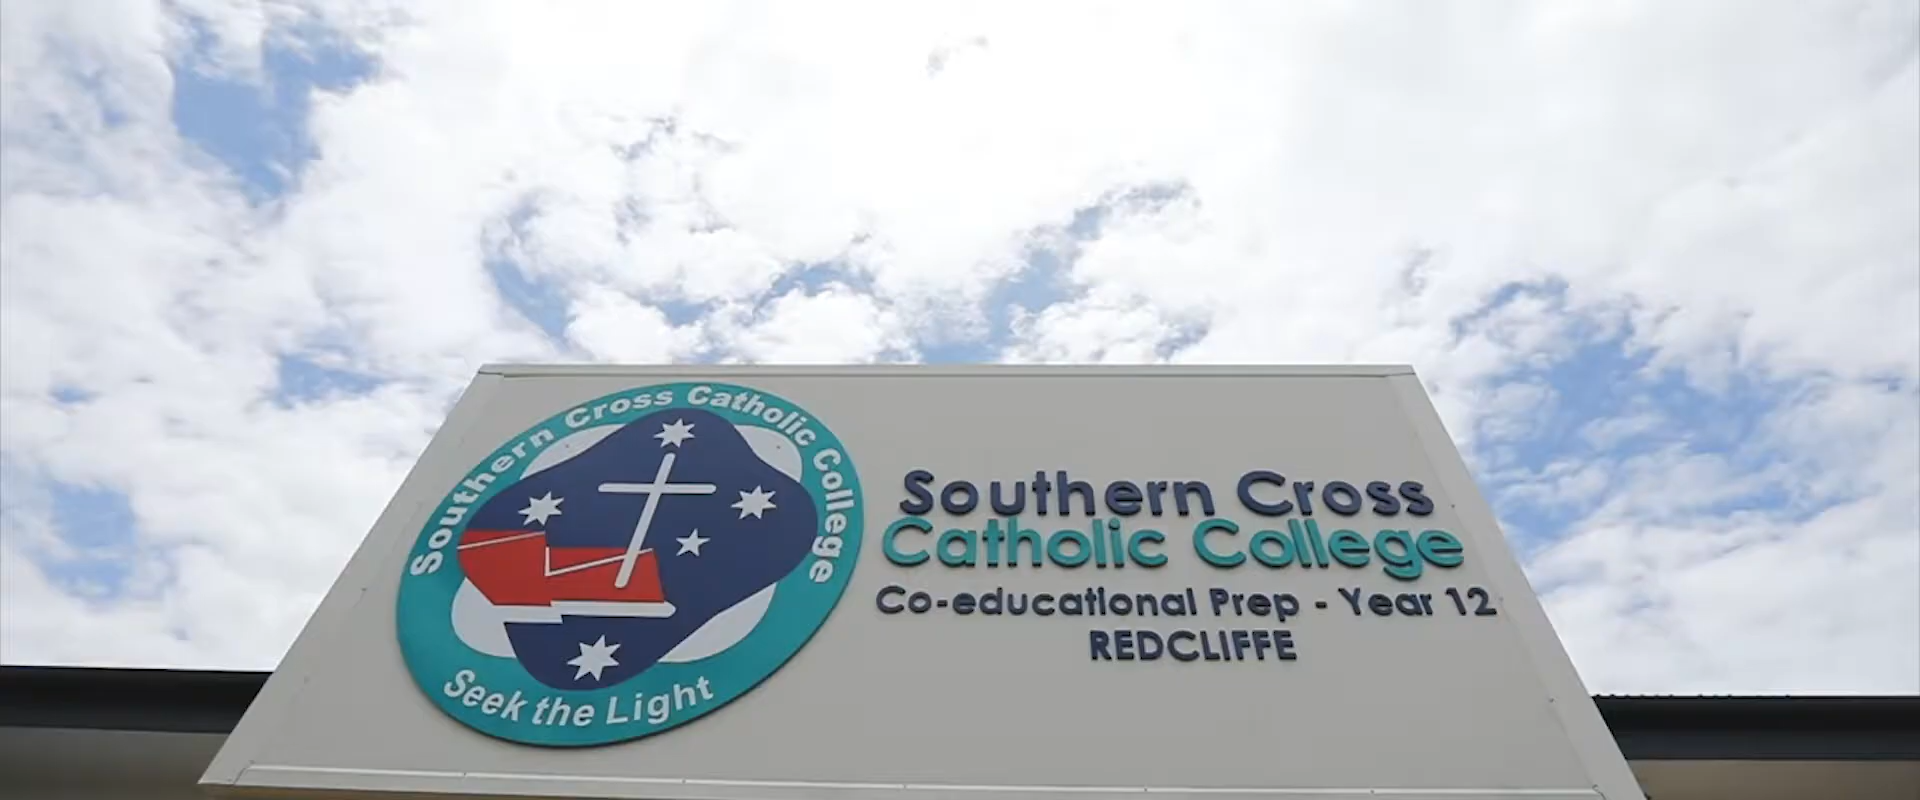 Southern Cross Catholic College
Seek the Light
Southern Cross
Catholic College
Co-educational Prep - Year 12
REDCLIFFE